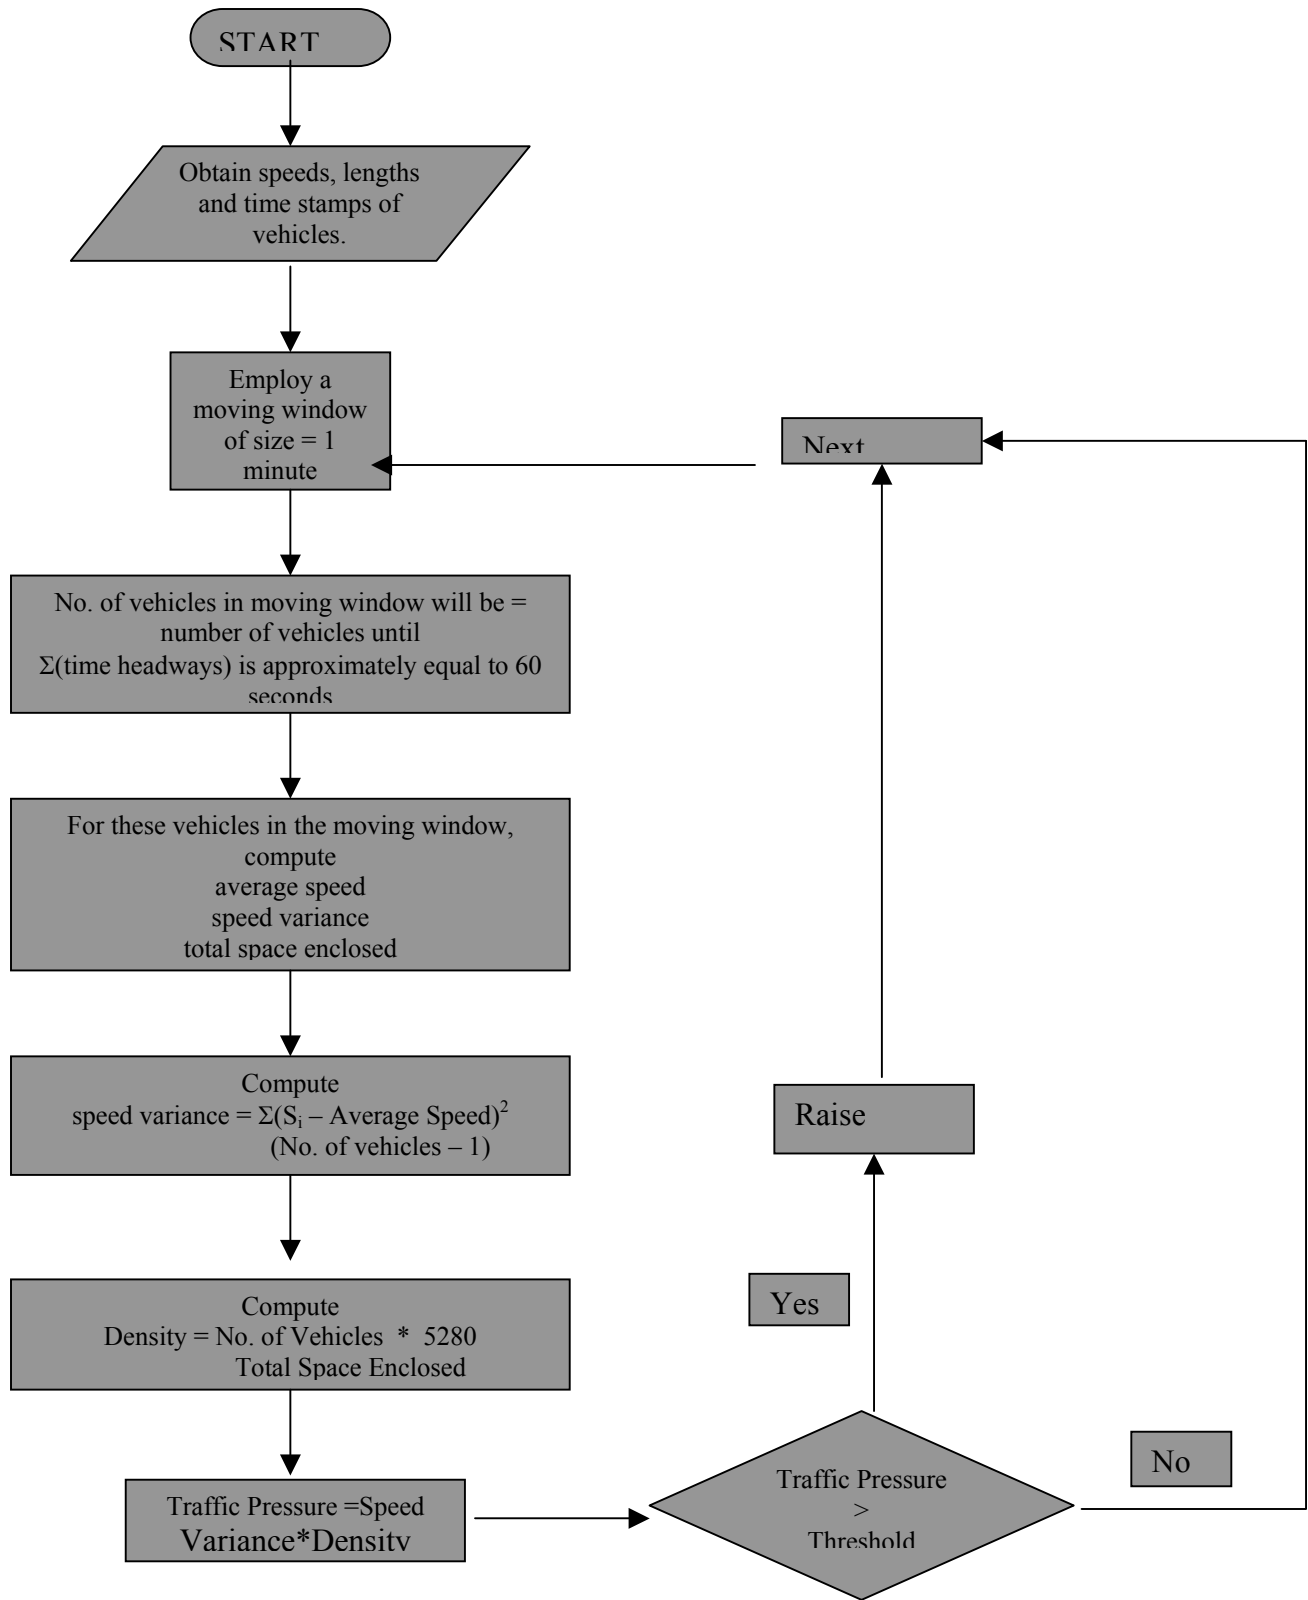 START
Obtain speeds, lengths
and time stamps of
vehicles.
Employ a
moving window
of size = 1
minute
No. of vehicles in moving window will be =
number of vehicles until
Σ(time headways) is approximately equal to 60
seconds
For these vehicles in the moving window,
compute
average speed
speed variance
total space enclosed
Compute
speed variance = Σ(Sᵢ – Average Speed)²
(No. of vehicles – 1)
Compute
Density = No. of Vehicles * 5280
Total Space Enclosed
Traffic Pressure =Speed
Variance*Density
Traffic Pressure
>
Threshold
Yes
No
Raise
Next